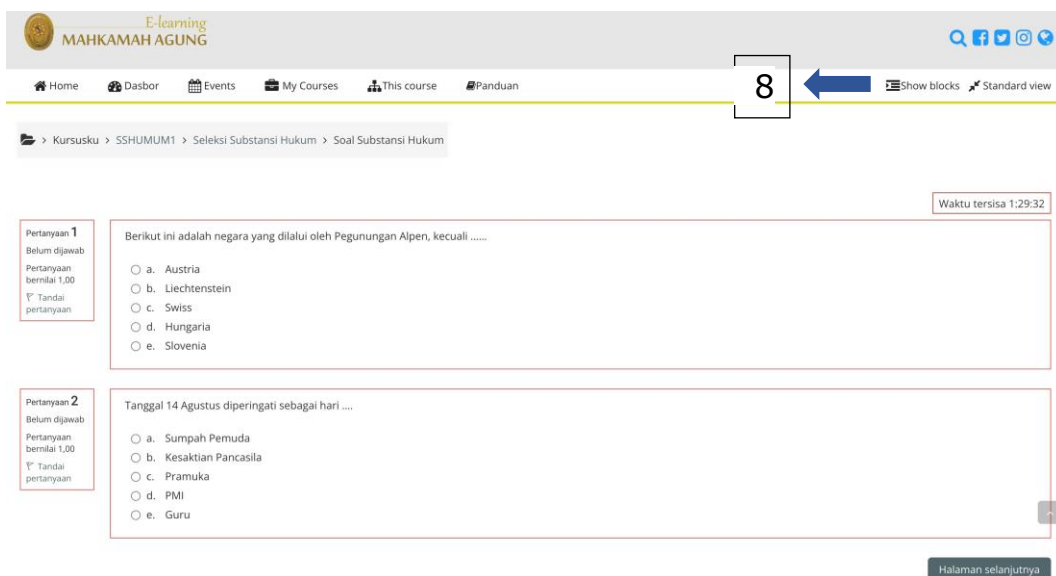 E-learning
MAHKAMAH AGUNG
Home Dasbor Events My Courses This course Panduan
8
Show blocks Standard view
> Kursusku > SSHUMUM1 > Seleksi Substansi Hukum > Soal Substansi Hukum
Waktu tersisa 1:29:32
Pertanyaan 1
Belum dijawab
Pertanyaan
bernilai 1,00
Tandai
pertanyaan
Berikut ini adalah negara yang dilalui oleh Pegunungan Alpen, kecuali ......
a. Austria
b. Liechtenstein
c. Swiss
d. Hungaria
e. Slovenia
Pertanyaan 2
Belum dijawab
Pertanyaan
bernilai 1,00
Tandai
pertanyaan
Tanggal 14 Agustus diperingati sebagai hari ....
a. Sumpah Pemuda
b. Kesaktian Pancasila
c. Pramuka
d. PMI
e. Guru
Halaman selanjutnya